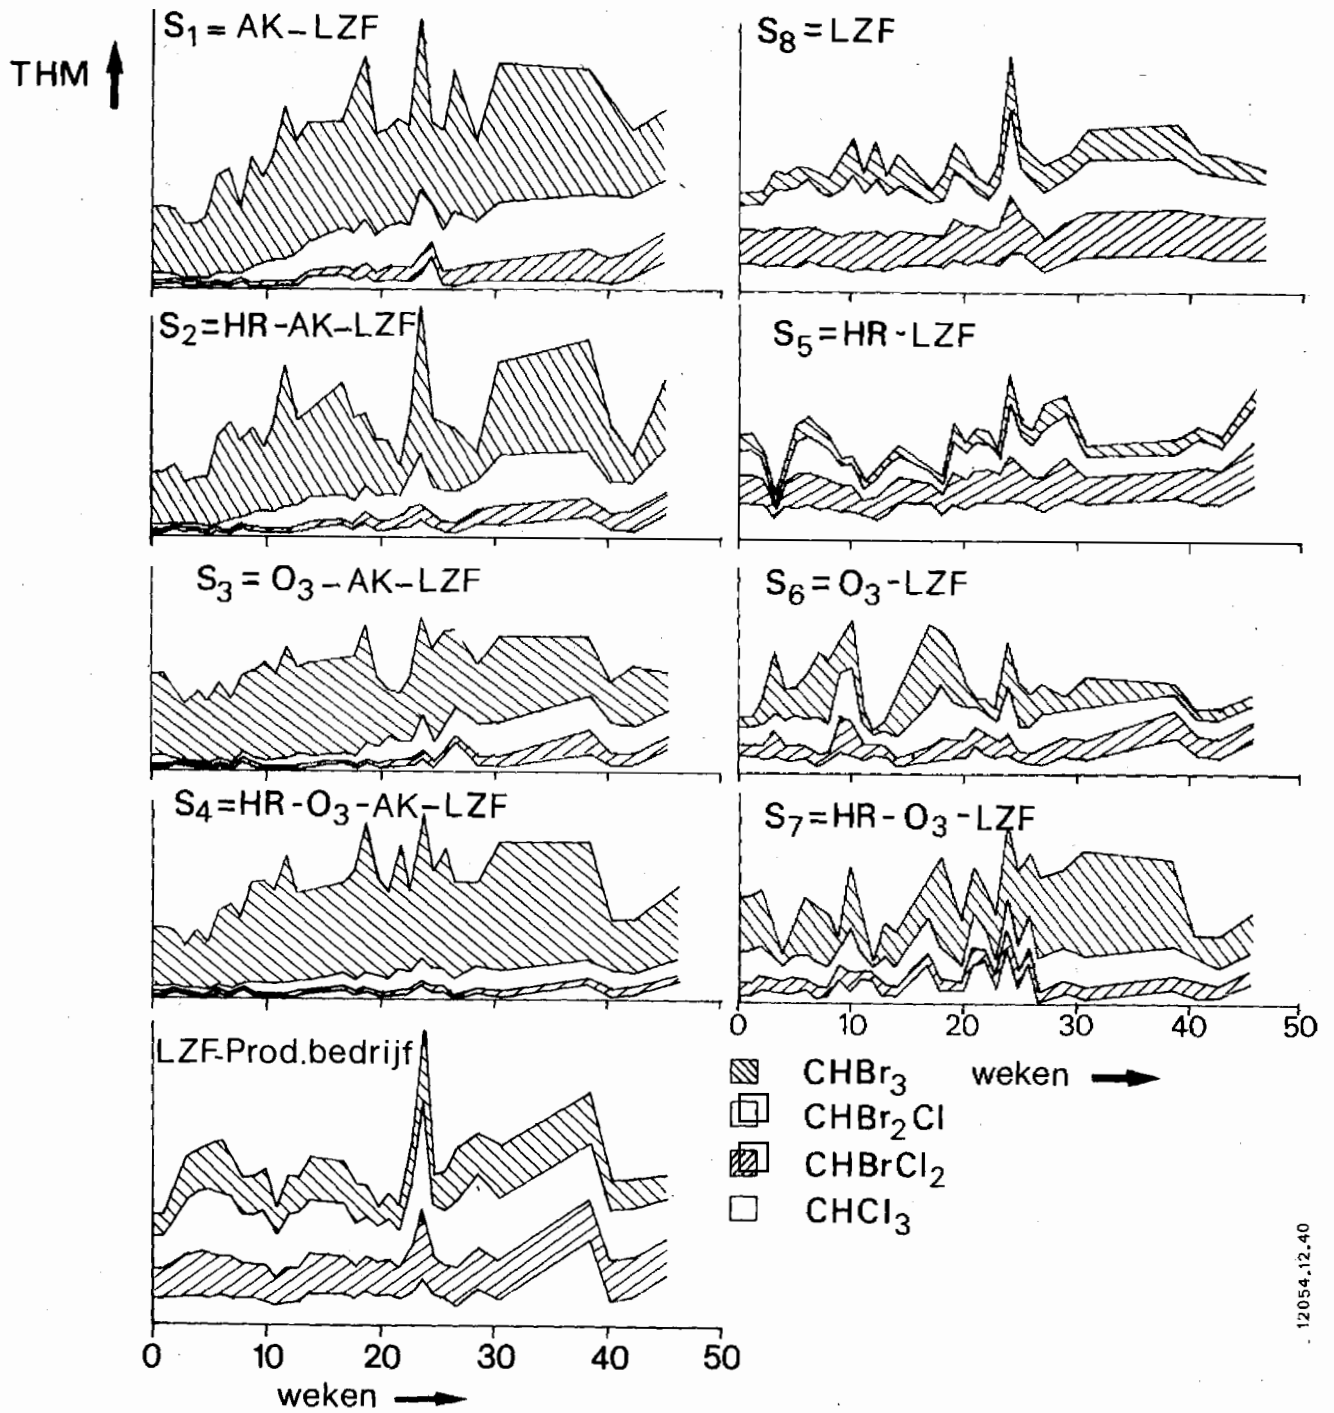 THM
S1 = AK-LZF
S8 = LZF
S2=HR-AK-LZF
S5=HR-LZF
S3 = O3-AK-LZF
S6=O3-LZF
S4=HR-O3-AK-LZF
S7=HR-O3-LZF
0 10 20 30 40 50
LZF-Prod.bedrijf
CHBr3
weken
CHBr2Cl
CHBrCl2
CHCl3
0 10 20 30 40 50
weken
12054.12.40